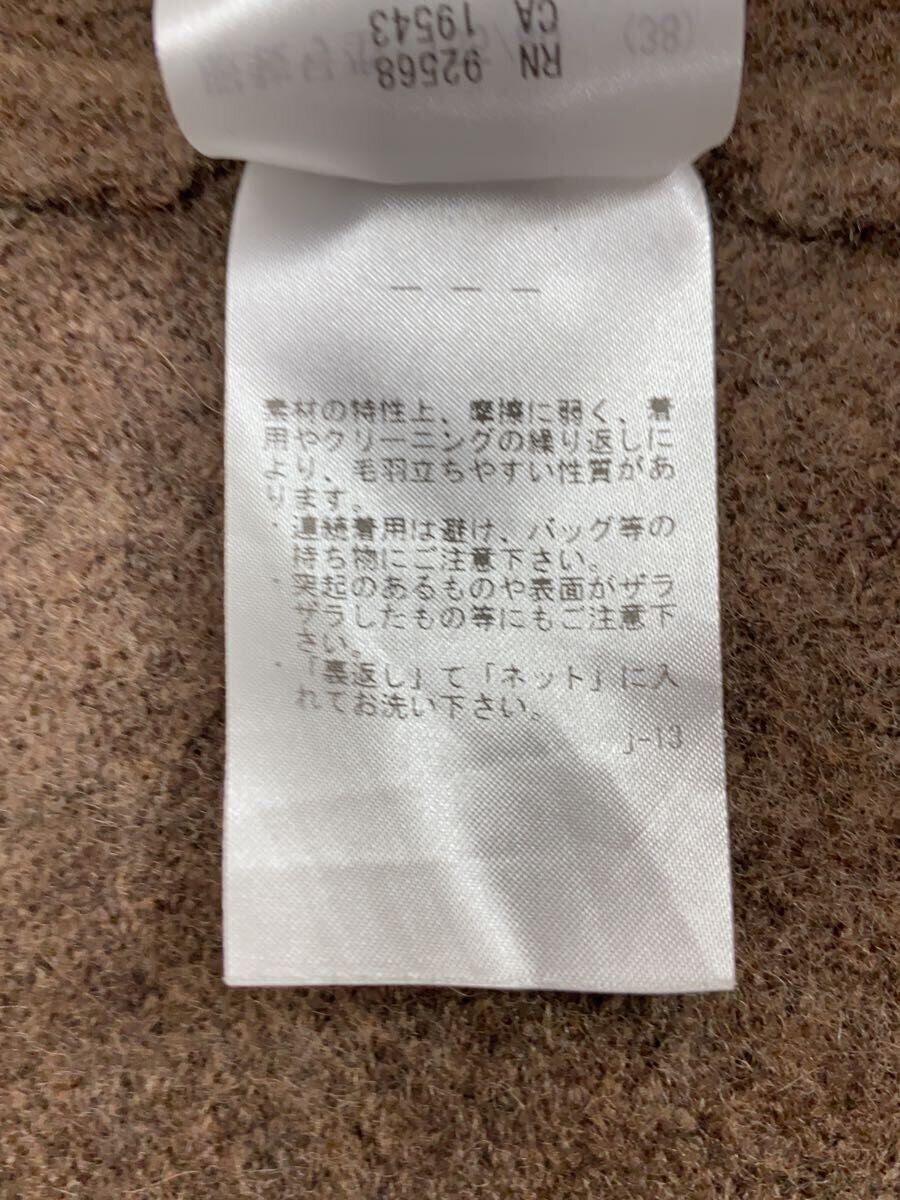 (38)
RN 92568
CA 19543
— — —
素材の特性上、摩擦に弱く、着
用やクリーニングの繰り返しに
より、毛羽立ちやすい性質があ
ります。
・連続着用は避け、バッグ等の
持ち物にご注意下さい。
・突起のあるものや表面がザラ
ザラしたもの等にもご注意下
さい。
・「裏返し」て「ネット」に入
れてお洗い下さい。
J-13